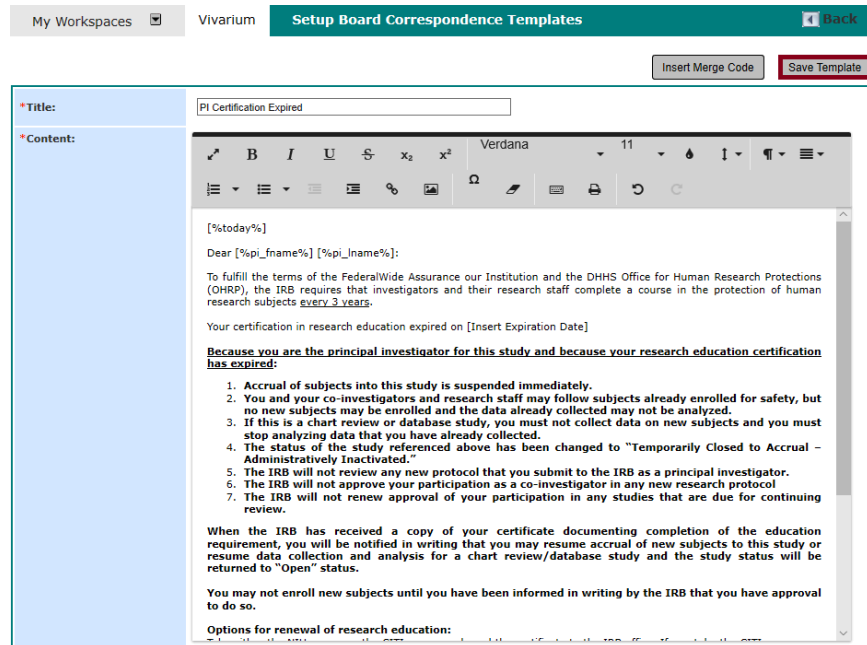 My Workspaces Vivarium Setup Board Correspondence Templates Back
Insert Merge Code Save Template
*Title: PI Certification Expired
*Content:
Verdana 11
B I U S x₂ x² ¶
Ω
[%today%]
Dear [%pi_fname%] [%pi_lname%]:
To fulfill the terms of the FederalWide Assurance our Institution and the DHHS Office for Human Research Protections
(OHRP), the IRB requires that investigators and their research staff complete a course in the protection of human
research subjects every 3 years.
Your certification in research education expired on [Insert Expiration Date]
Because you are the principal investigator for this study and because your research education certification
has expired:
1. Accrual of subjects into this study is suspended immediately.
2. You and your co-investigators and research staff may follow subjects already enrolled for safety, but
no new subjects may be enrolled and the data already collected may not be analyzed.
3. If this is a chart review or database study, you must not collect data on new subjects and you must
stop analyzing data that you have already collected.
4. The status of the study referenced above has been changed to “Temporarily Closed to Accrual –
Administratively Inactivated.”
5. The IRB will not review any new protocol that you submit to the IRB as a principal investigator.
6. The IRB will not approve your participation as a co-investigator in any new research protocol
7. The IRB will not renew approval of your participation in any studies that are due for continuing
review.
When the IRB has received a copy of your certificate documenting completion of the education
requirement, you will be notified in writing that you may resume accrual of new subjects to this study or
resume data collection and analysis for a chart review/database study and the study status will be
returned to “Open” status.
You may not enroll new subjects until you have been informed in writing by the IRB that you have approval
to do so.
Options for renewal of research education: